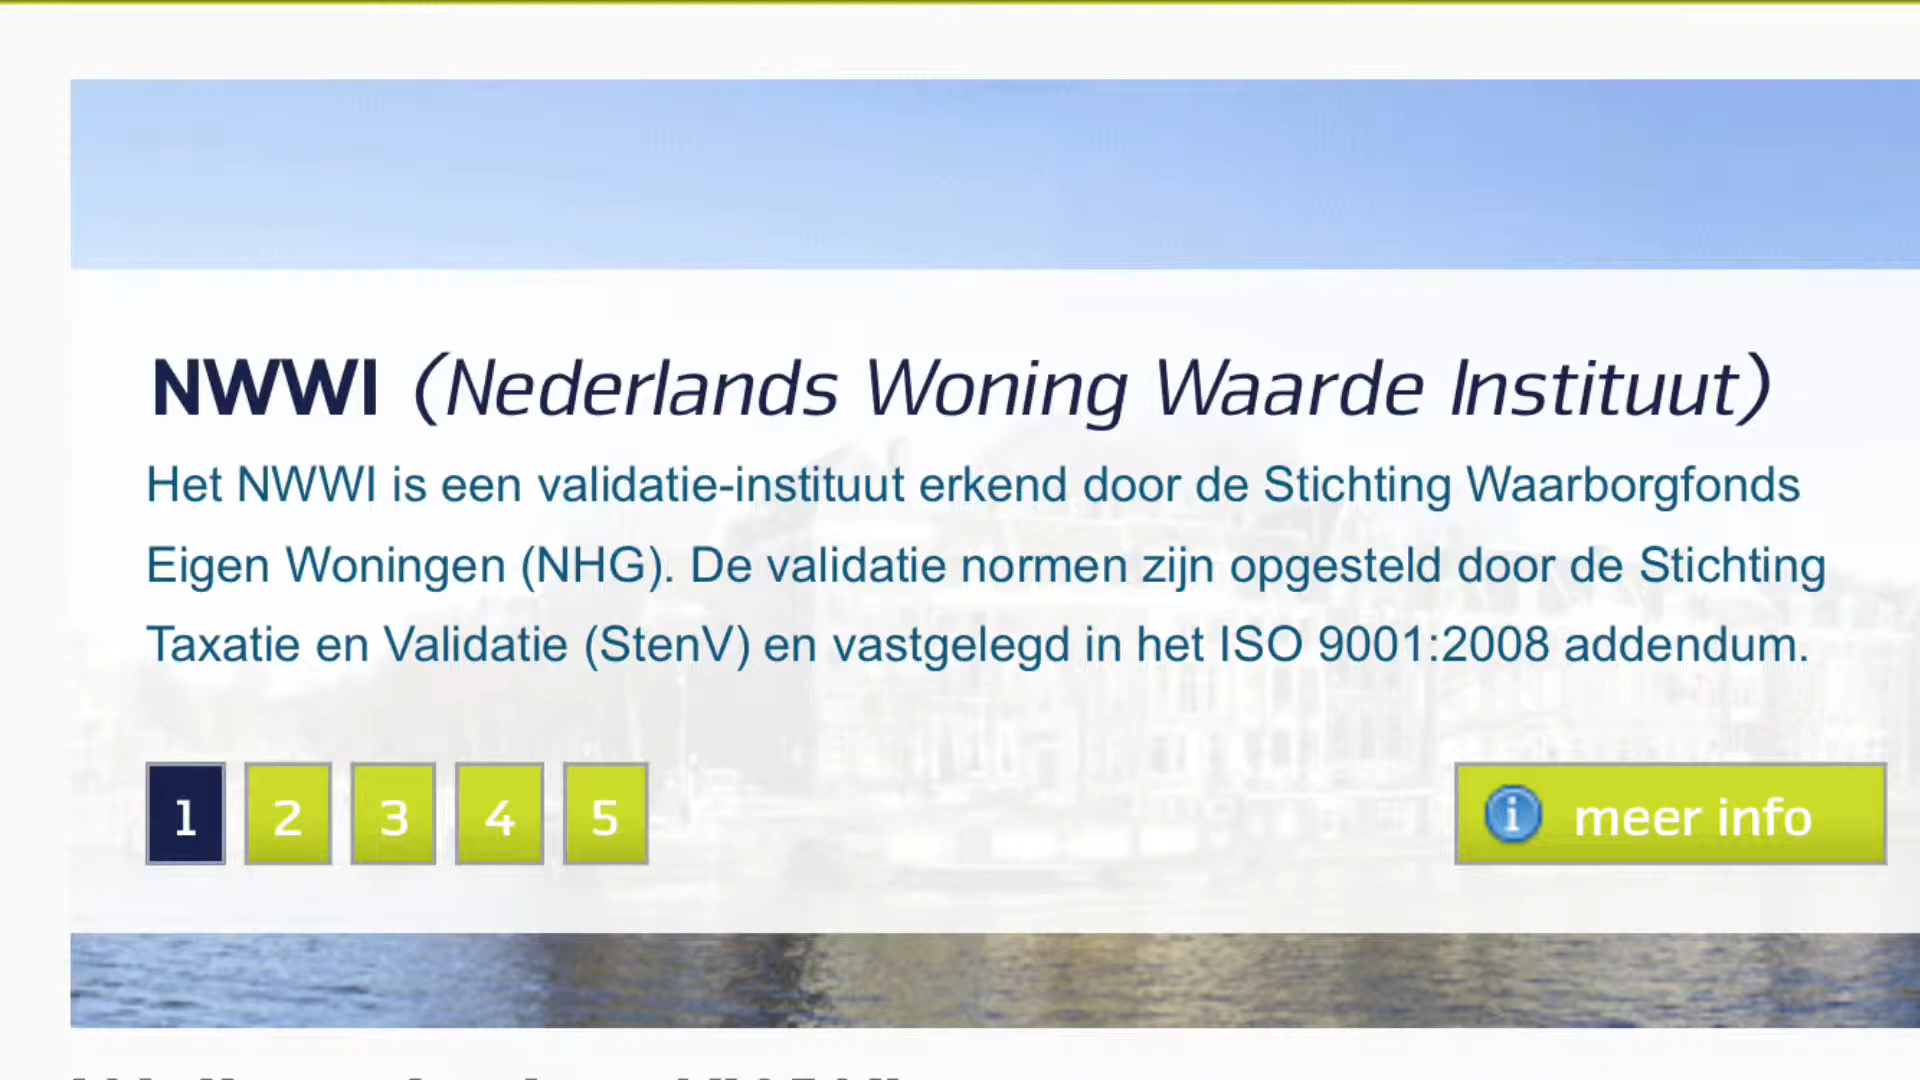 NWWI (Nederlands Woning Waarde Instituut)
Het NWWI is een validatie-instituut erkend door de Stichting Waarborgfonds
Eigen Woningen (NHG). De validatie normen zijn opgesteld door de Stichting
Taxatie en Validatie (StenV) en vastgelegd in het ISO 9001:2008 addendum.
1 2 3 4 5
i meer info